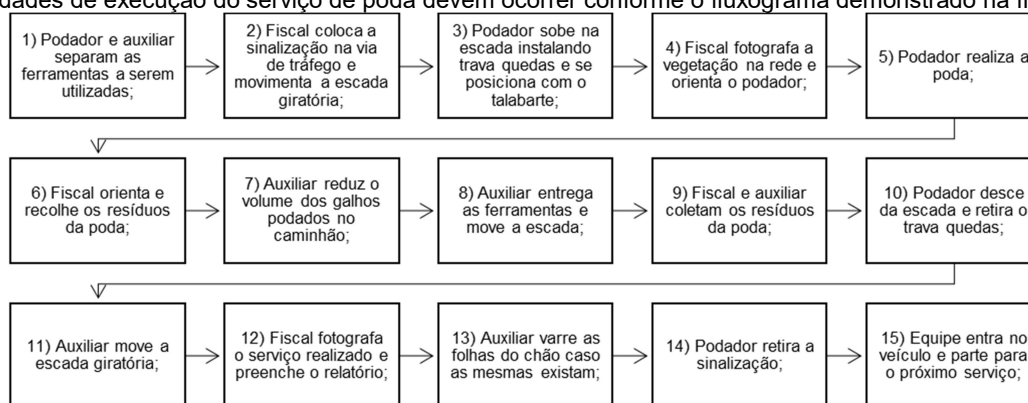 dades de execução do serviço de poda devem ocorrer conforme o fluxograma demonstrado na
1) Podador e auxiliar
separam as
ferramentas a serem
utilizadas;
2) Fiscal coloca a
sinalização na via
de tráfego e
movimenta a escada
giratória;
3) Podador sobe na
escada instalando
trava quedas e se
posiciona com o
talabarte;
4) Fiscal fotografa a
vegetação na rede e
orienta o podador;
5) Podador realiza a
poda;
6) Fiscal orienta e
recolhe os resíduos
da poda;
7) Auxiliar reduz o
volume dos galhos
podados no
caminhão;
8) Auxiliar entrega
as ferramentas e
move a escada;
9) Fiscal e auxiliar
coletam os resíduos
da poda;
10) Podador desce
da escada e retira o
trava quedas;
11) Auxiliar move a
escada giratória;
12) Fiscal fotografa
o serviço realizado e
preenche o relatório;
13) Auxiliar varre as
folhas do chão caso
as mesmas existam;
14) Podador retira a
sinalização;
15) Equipe entra no
veículo e parte para
o próximo serviço;